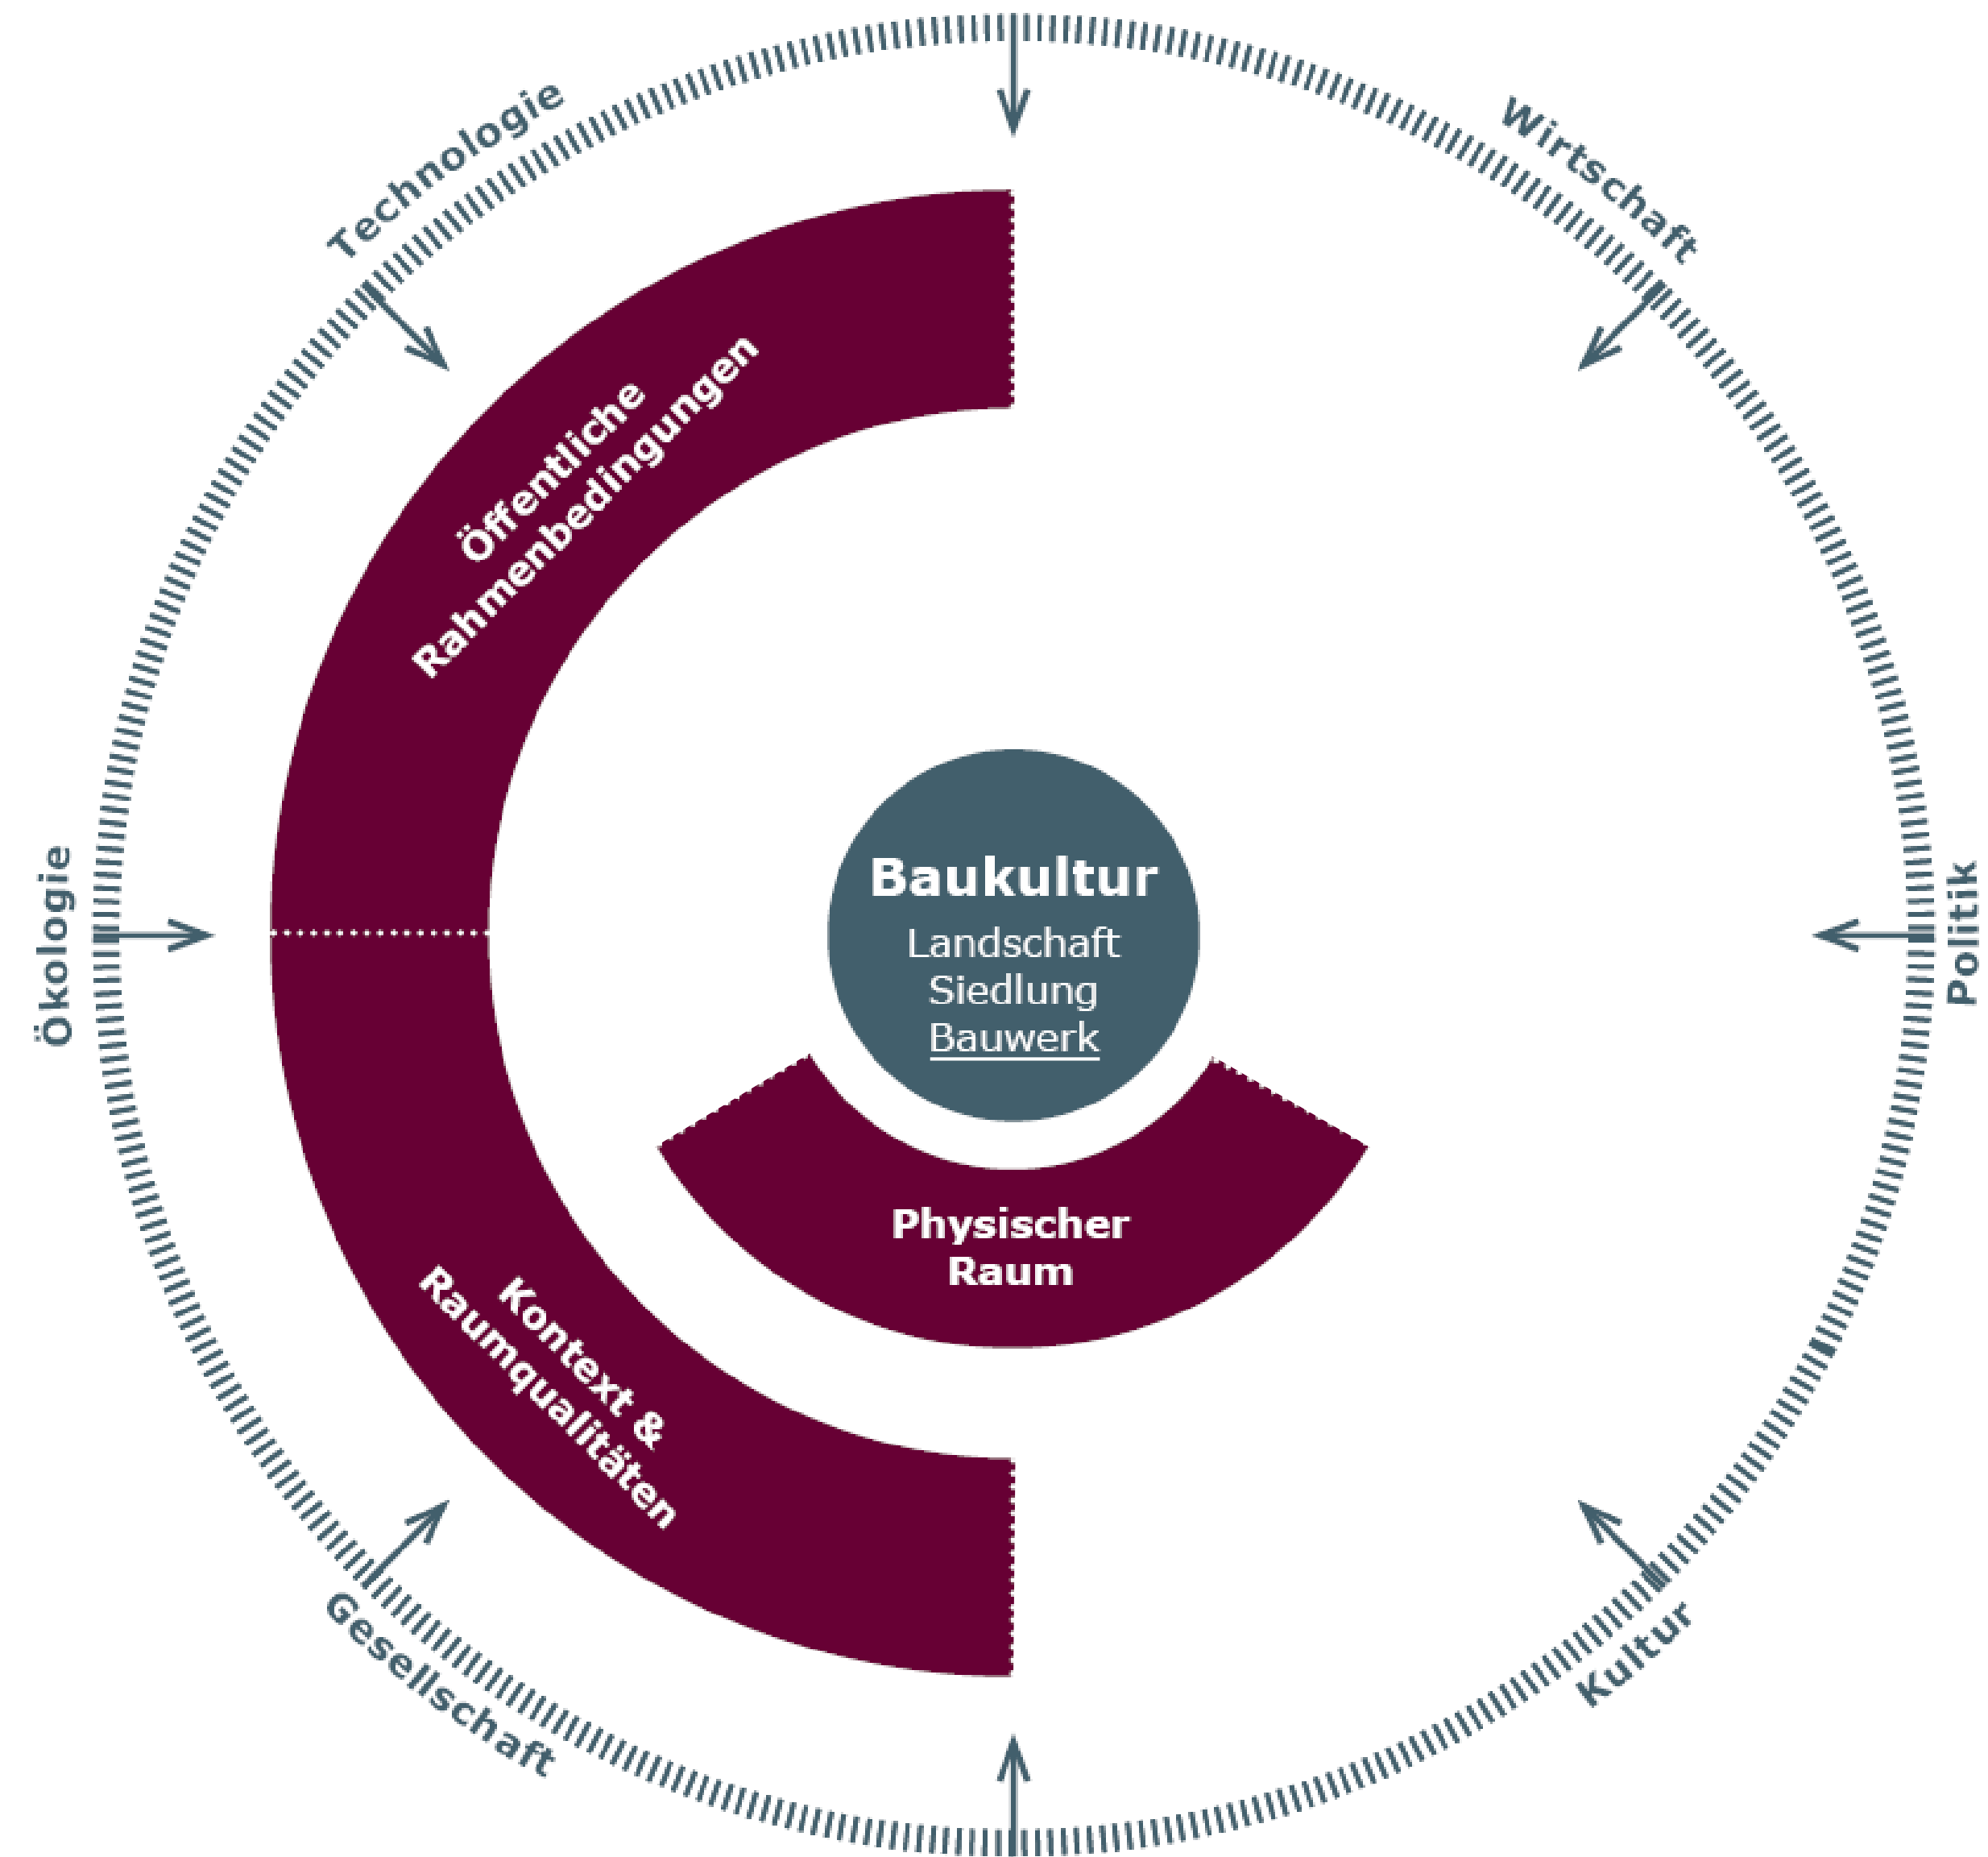 Technologie
Wirtschaft
Öffentliche
Rahmenbedingungen
Ökologie
Baukultur
Landschaft
Siedlung
Bauwerk
Politik
Physischer
Raum
Kontext &
Raumqualitäten
Gesellschaft
Kultur